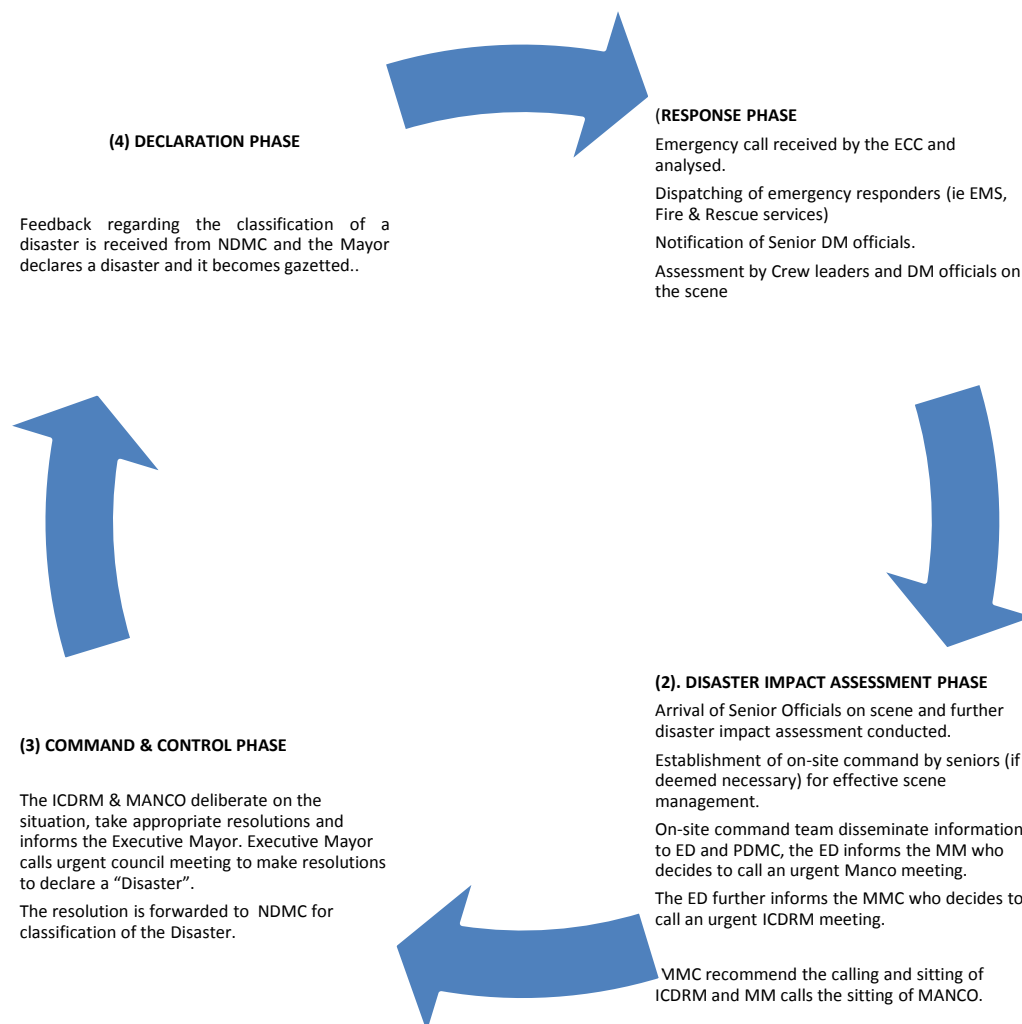 (RESPONSE PHASE
Emergency call received by the ECC and
analysed.
Dispatching of emergency responders (ie EMS,
Fire & Rescue services)
Notification of Senior DM officials.
Assessment by Crew leaders and DM officials on
the scene
(2). DISASTER IMPACT ASSESSMENT PHASE
Arrival of Senior Officials on scene and further
disaster impact assessment conducted.
Establishment of on-site command by seniors (if
deemed necessary) for effective scene
management.
On-site command team disseminate information
to ED and PDMC, the ED informs the MM who
decides to call an urgent Manco meeting.
The ED further informs the MMC who decides to
call an urgent ICDRM meeting.
MMC recommend the calling and sitting of
ICDRM and MM calls the sitting of MANCO.
(3) COMMAND & CONTROL PHASE
The ICDRM & MANCO deliberate on the
situation, take appropriate resolutions and
informs the Executive Mayor. Executive Mayor
calls urgent council meeting to make resolutions
to declare a “Disaster”.
The resolution is forwarded to NDMC for
classification of the Disaster.
(4) DECLARATION PHASE
Feedback regarding the classification of a
disaster is received from NDMC and the Mayor
declares a disaster and it becomes gazetted..